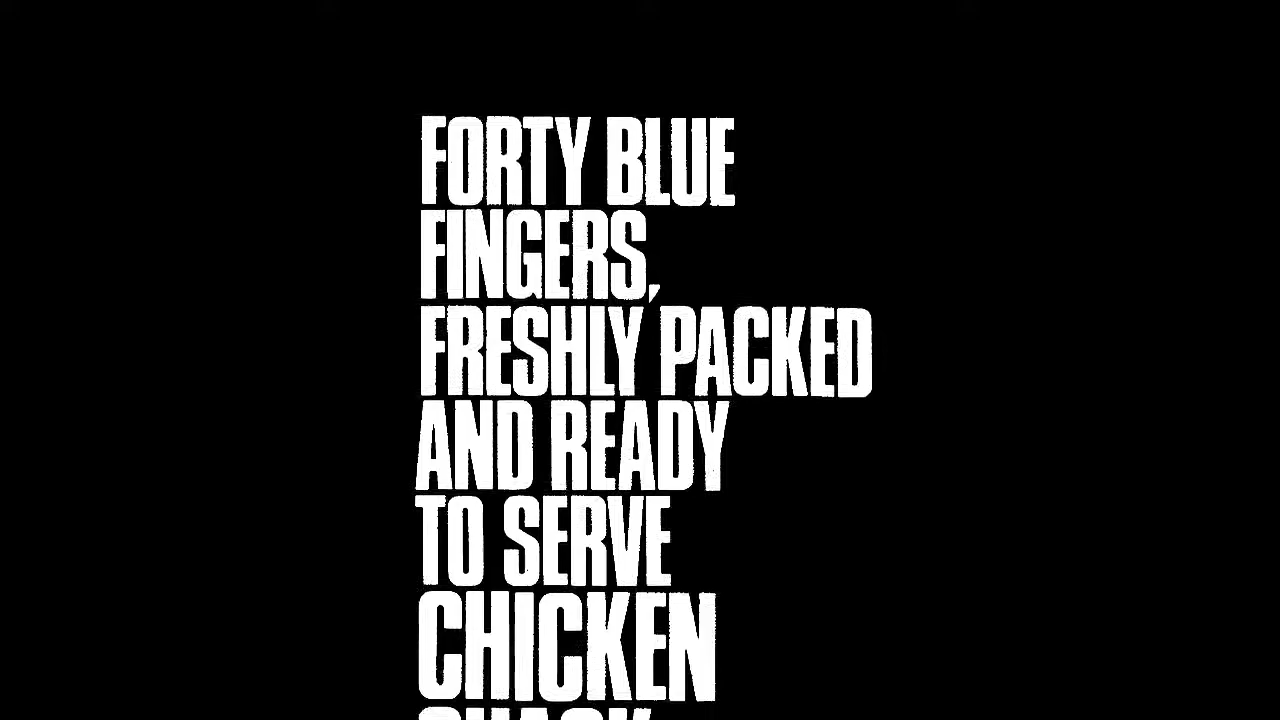 FORTY BLUE
FINGERS,
FRESHLY PACKED
AND READY
TO SERVE
CHICKEN